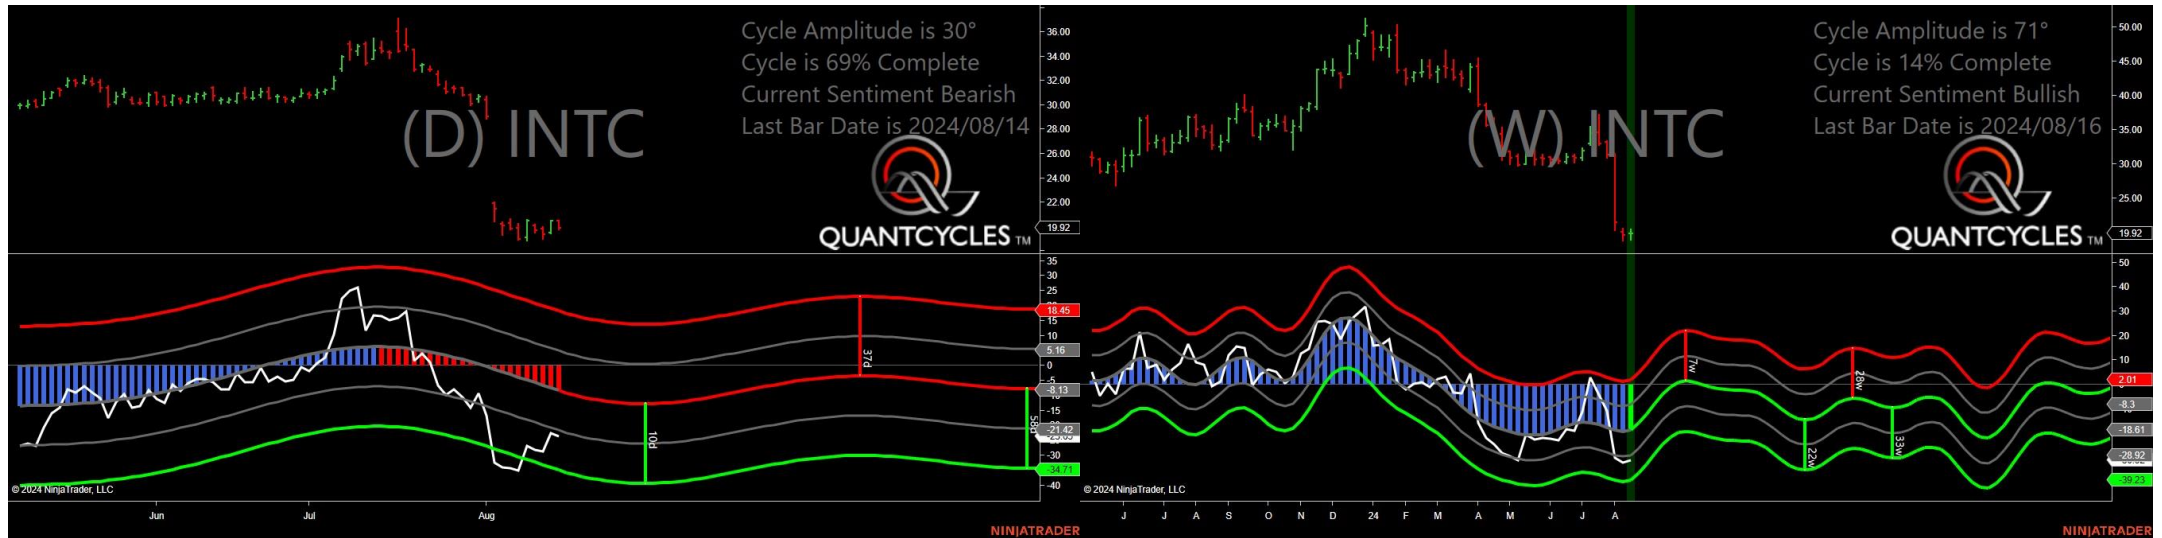 Cycle Amplitude is 30°
Cycle is 69% Complete
Current Sentiment Bearish
Last Bar Date is 2024/08/14
(D) INTC
QUANTCYCLES TM
36.00
34.00
32.00
30.00
28.00
26.00
24.00
22.00
19.92
35
30
25
18.45
15
10
5.16
0
-5
-8.13
-10
-15
-21.42
-30
-34.71
-40
10d
37d
58d
© 2024 NinjaTrader, LLC
Jun
Jul
Aug
NINJATRADER
Cycle Amplitude is 71°
Cycle is 14% Complete
Current Sentiment Bullish
Last Bar Date is 2024/08/16
(W) INTC
QUANTCYCLES TM
50.00
45.00
40.00
35.00
30.00
25.00
19.92
50
40
30
20
10
2.01
-8.3
-18.61
-28.92
-39.23
7w
22w
28w
33w
© 2024 NinjaTrader, LLC
J J A S O N D 24 F M A M J J A
NINJATRADER